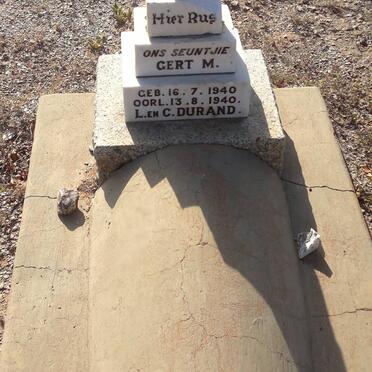 Hier Rus
ONS SEUNTJIE
GERT M.
GEB. 16. 7. 1940
OORL. 13. 8. 1940.
L. EN C. DURAND.